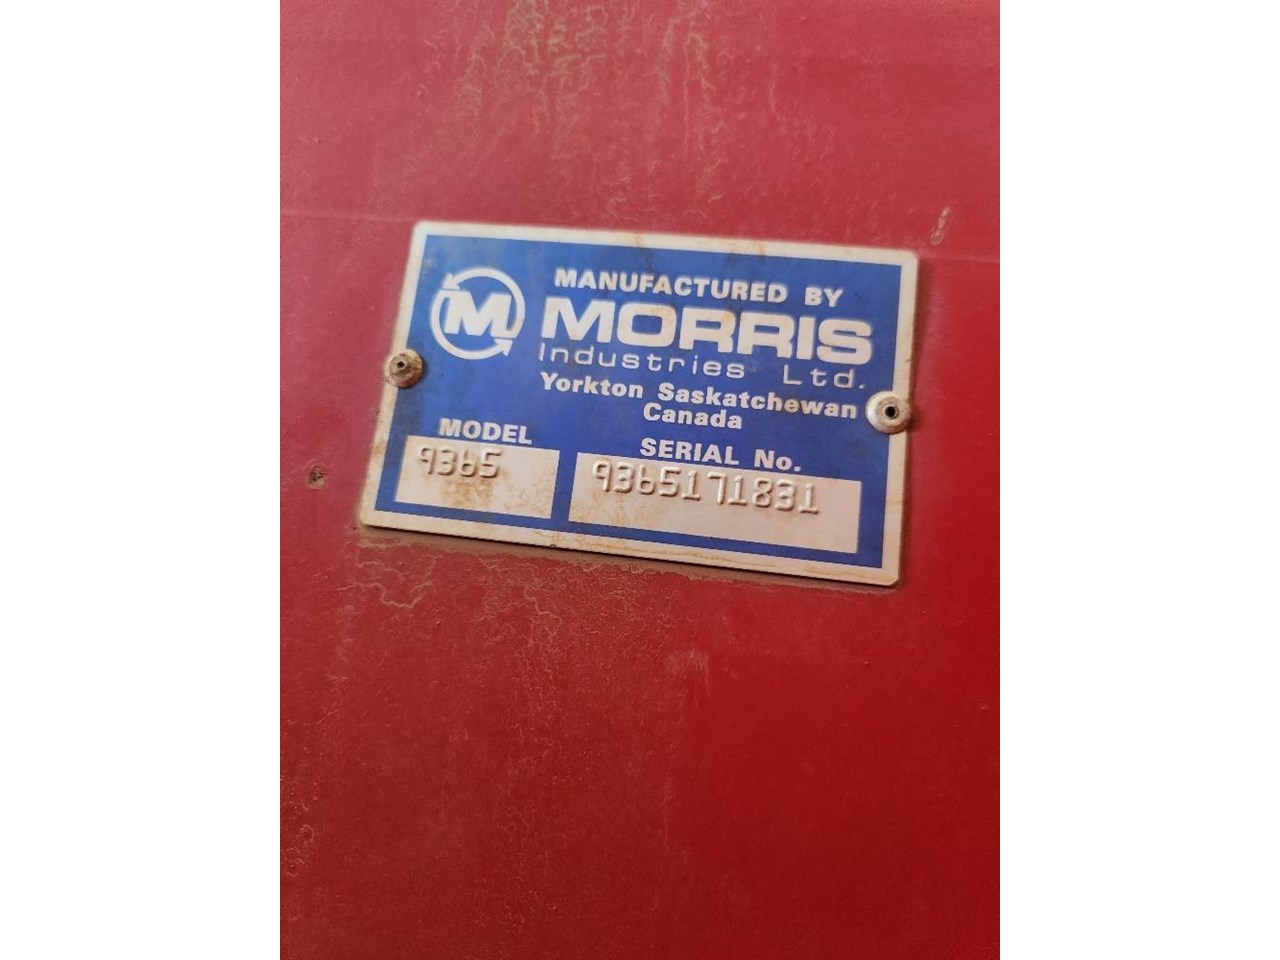 M
MANUFACTURED BY
MORRIS
Industries Ltd.
Yorkton Saskatchewan
Canada
MODEL
9365
SERIAL No.
9365171831